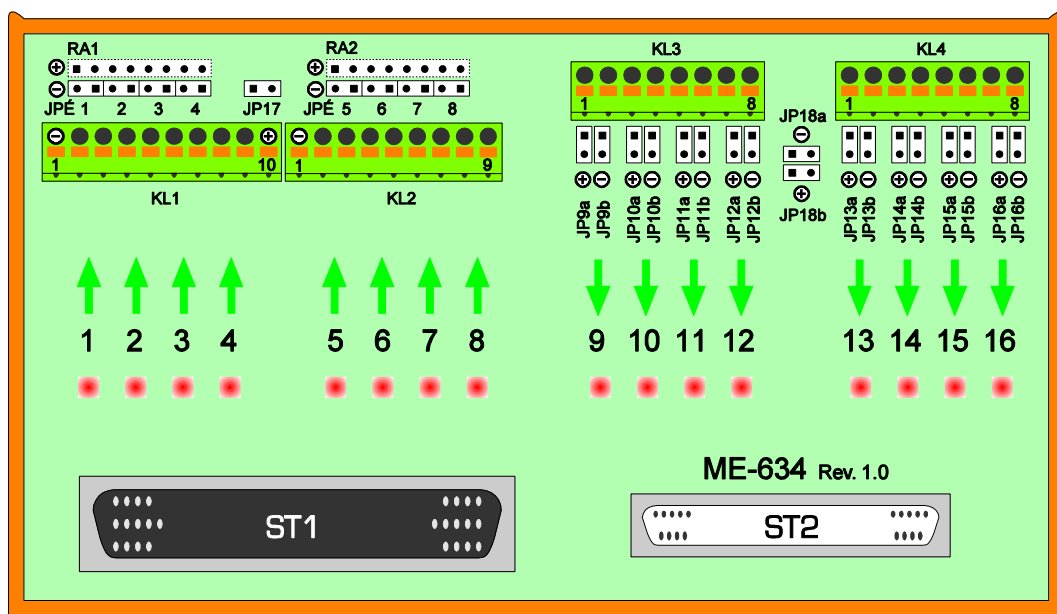 RA1
RA2
KL3
KL4
JPÉ 1 2 3 4
JP17
JPÉ 5 6 7 8
1 8
JP18a
1 8
1 10
1 9
KL1
KL2
JP9a JP9b JP10a JP10b JP11a JP11b JP12a JP12b
JP18b
JP13a JP13b JP14a JP14b JP15a JP15b JP16a JP16b
1 2 3 4 5 6 7 8 9 10 11 12 13 14 15 16
ME-634 Rev. 1.0
ST1
ST2